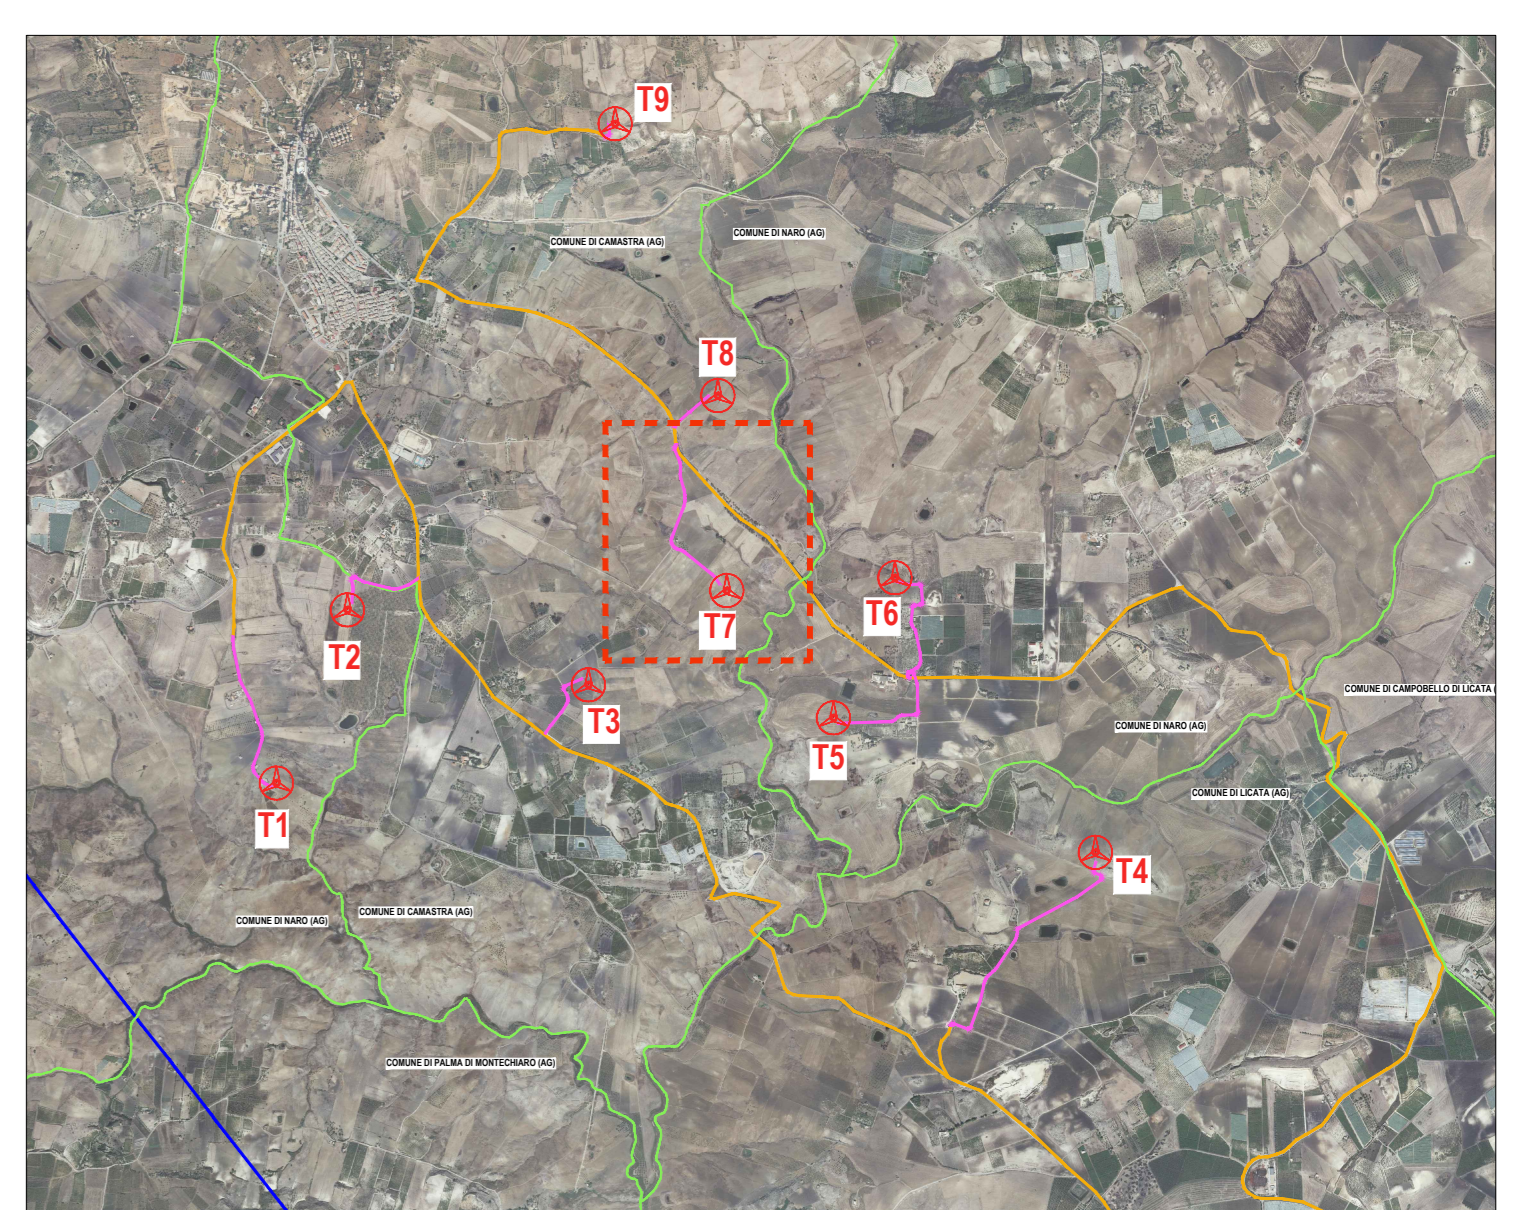 T9
COMUNE DI CAMASTRA (AG)
COMUNE DI NARO (AG)
T8
T7
T6
T2
T3
T5
COMUNE DI CAMPOBELLO DI LICATA (
COMUNE DI NARO (AG)
COMUNE DI LICATA (AG)
T1
T4
COMUNE DI CAMASTRA (AG)
COMUNE DI NARO (AG)
COMUNE DI PALMA DI MONTECHIARO (AG)